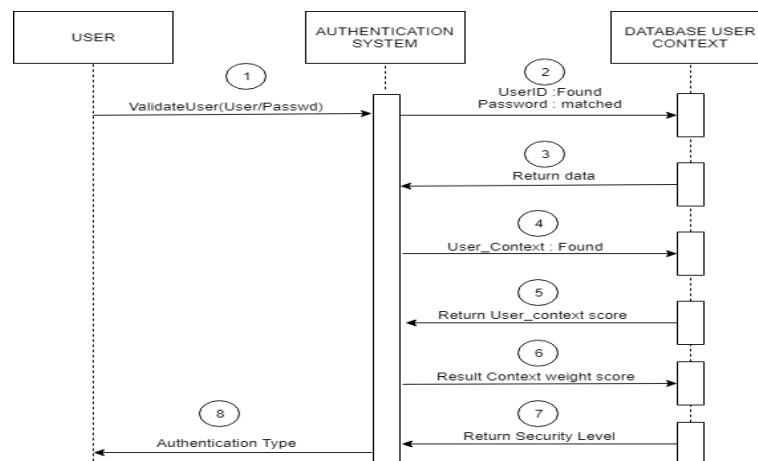 USER
AUTHENTICATION
SYSTEM
DATABASE USER
CONTEXT
1
ValidateUser(User/Passwd)
2
UserID :Found
Password : matched
3
Return data
4
User_Context : Found
5
Return User_context score
6
Result Context weight score
7
Return Security Level
8
Authentication Type